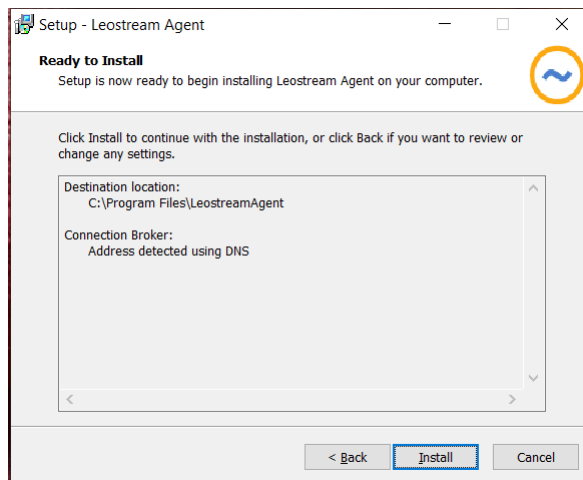 Setup - Leostream Agent
Ready to Install
Setup is now ready to begin installing Leostream Agent on your computer.
Click Install to continue with the installation, or click Back if you want to review or
change any settings.
Destination location:
C:\Program Files\LeostreamAgent
Connection Broker:
Address detected using DNS
< Back
Install
Cancel